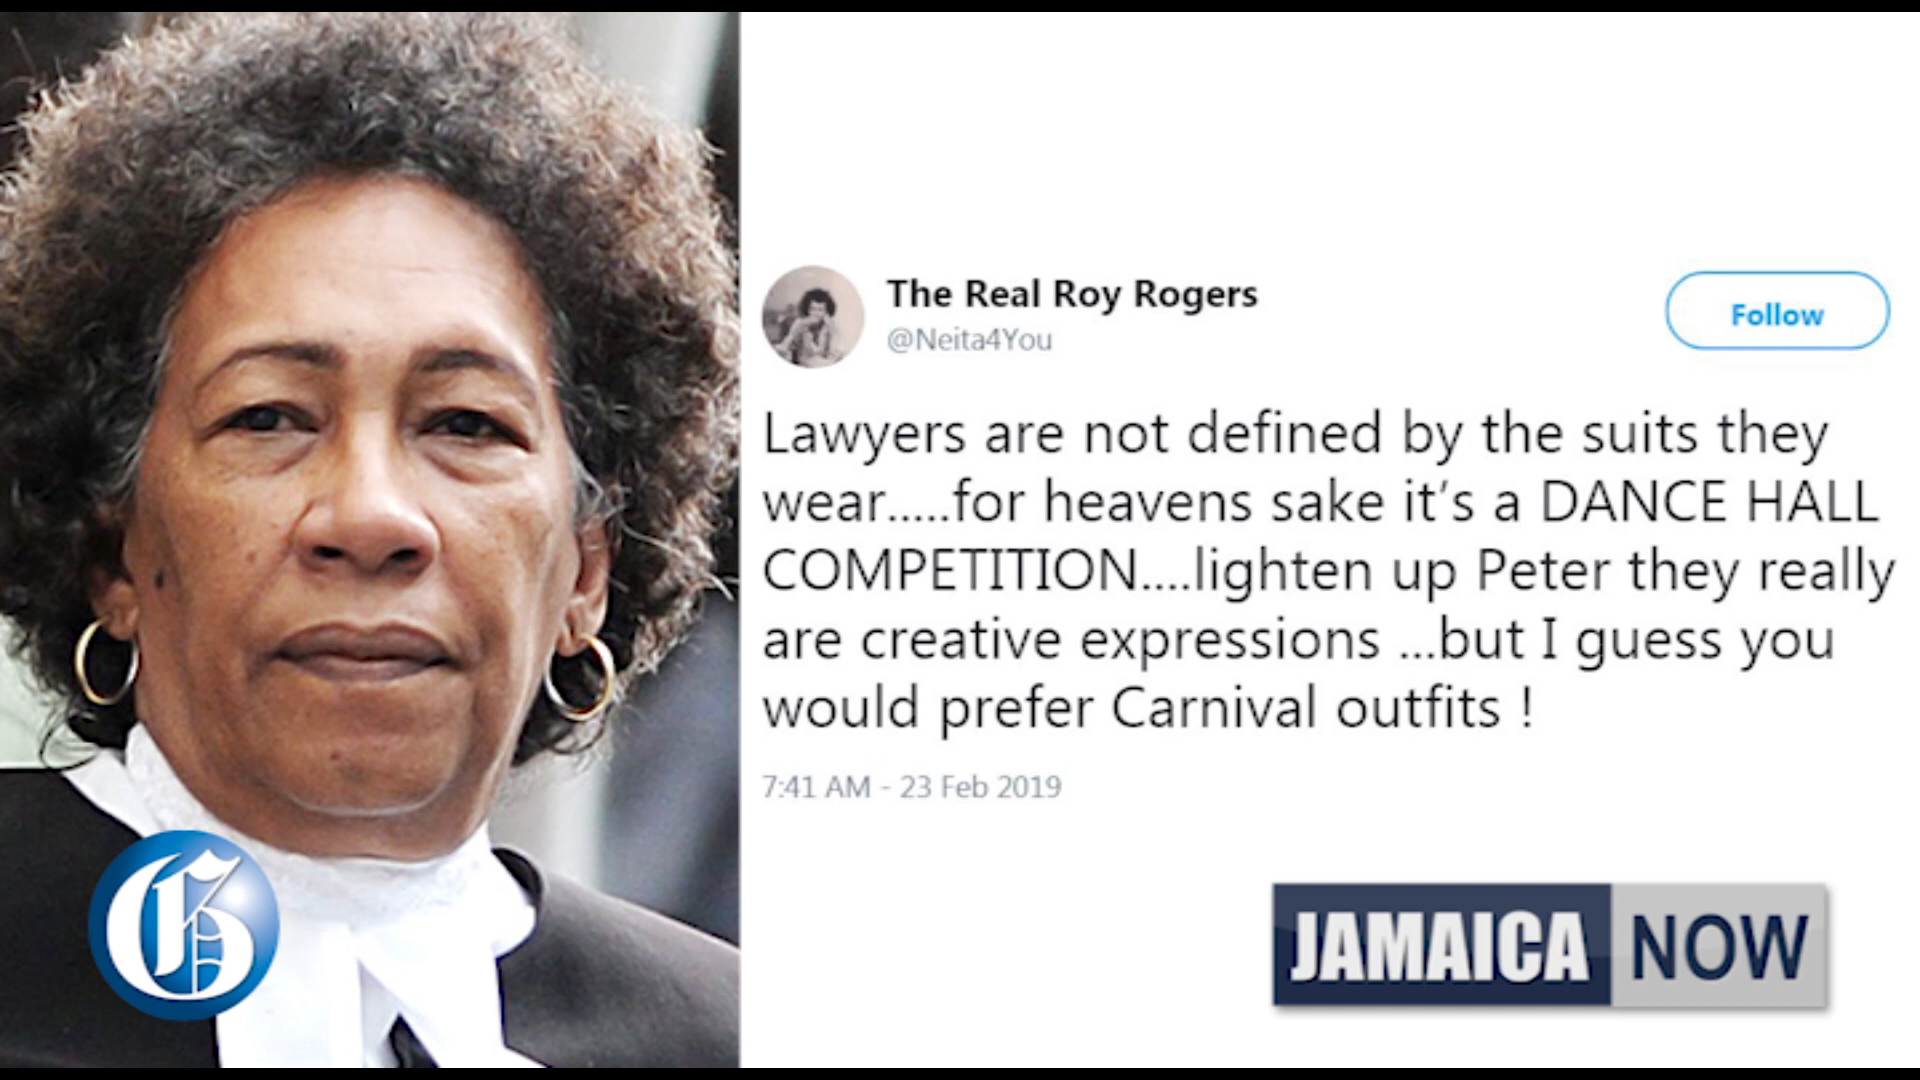 The Real Roy Rogers
@Neita4You
Follow
Lawyers are not defined by the suits they
wear.....for heavens sake it's a DANCE HALL
COMPETITION....lighten up Peter they really
are creative expressions ...but I guess you
would prefer Carnival outfits !
7:41 AM - 23 Feb 2019
G
JAMAICA NOW